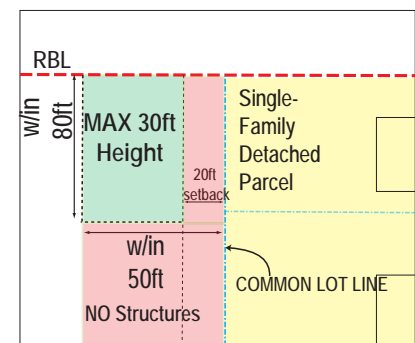 RBL
w/in
80ft
MAX 30ft
Height
20ft
setback
Single-
Family
Detached
Parcel
w/in
50ft
NO Structures
COMMON LOT LINE